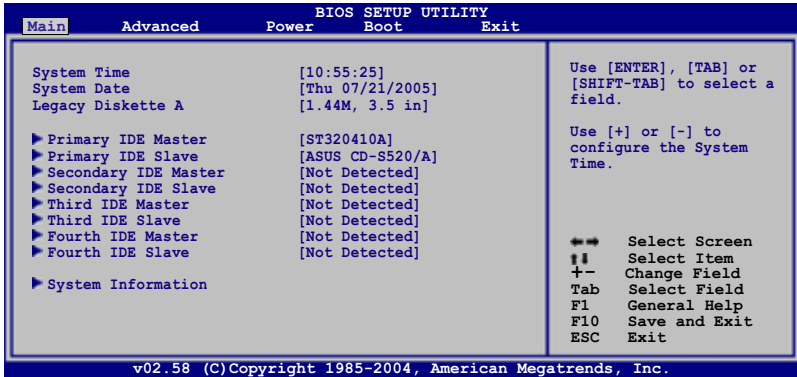 BIOS SETUP UTILITY
Main Advanced Power Boot Exit
System Time [10:55:25]
System Date [Thu 07/21/2005]
Legacy Diskette A [1.44M, 3.5 in]
Primary IDE Master [ST320410A]
Primary IDE Slave [ASUS CD-S520/A]
Secondary IDE Master [Not Detected]
Secondary IDE Slave [Not Detected]
Third IDE Master [Not Detected]
Third IDE Slave [Not Detected]
Fourth IDE Master [Not Detected]
Fourth IDE Slave [Not Detected]
System Information
Use [ENTER], [TAB] or
[SHIFT-TAB] to select a
field.
Use [+] or [-] to
configure the System
Time.
Select Screen
Select Item
+- Change Field
Tab Select Field
F1 General Help
F10 Save and Exit
ESC Exit
v02.58 (C)Copyright 1985-2004, American Megatrends, Inc.